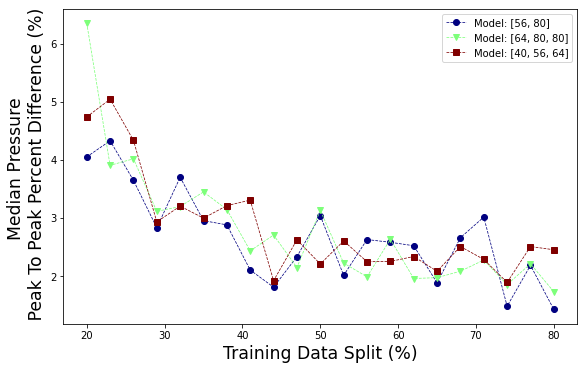 Median Pressure
Peak To Peak Percent Difference (%)
6
5
4
3
2
20
30
40
50
60
70
80
Training Data Split (%)
Model: [56, 80]
Model: [64, 80, 80]
Model: [40, 56, 64]